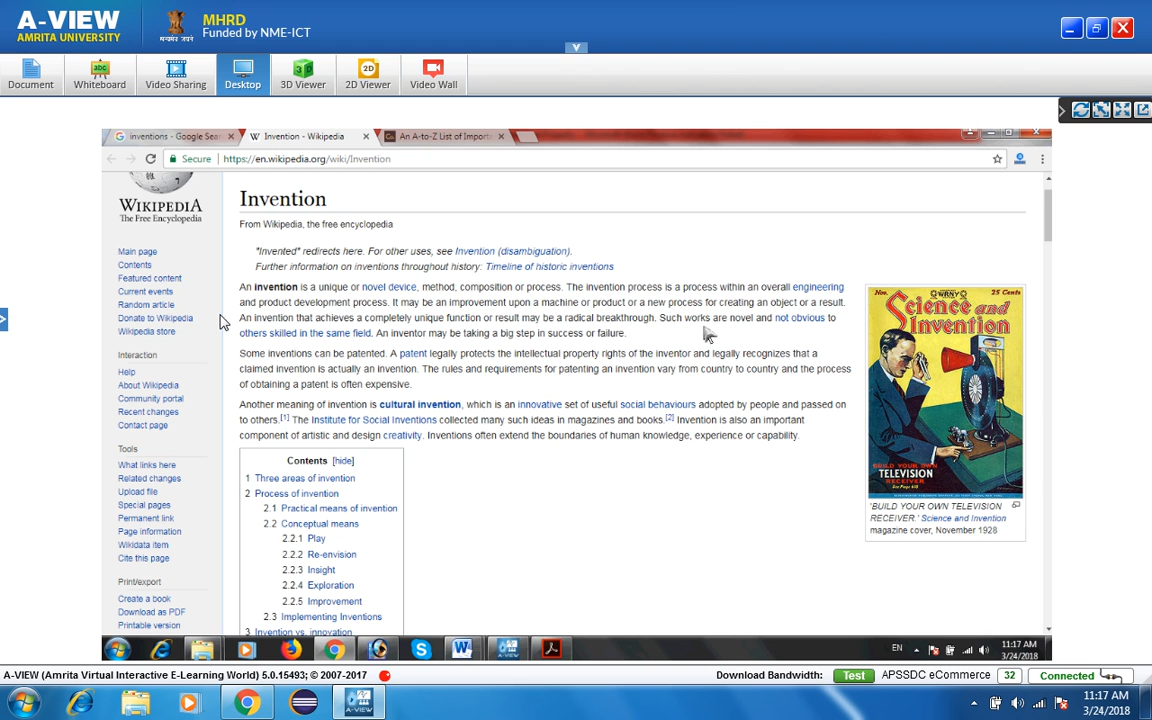 A-VIEW
AMRITA UNIVERSITY
MHRD
Funded by NME-ICT
Document
Whiteboard
Video Sharing
Desktop
3D Viewer
2D Viewer
Video Wall
inventions - Google Sear
Invention - Wikipedia
An A-to-Z List of Importa
Secure
https://en.wikipedia.org/wiki/Invention
WIKIPEDIA
The Free Encyclopedia
Main page
Contents
Featured content
Current events
Random article
Donate to Wikipedia
Wikipedia store
Interaction
Help
About Wikipedia
Community portal
Recent changes
Contact page
Tools
What links here
Related changes
Upload file
Special pages
Permanent link
Page information
Wikidata item
Cite this page
Print/export
Create a book
Download as PDF
Printable version
Invention
From Wikipedia, the free encyclopedia
"Invented" redirects here. For other uses, see Invention (disambiguation).
Further information on inventions throughout history: Timeline of historic inventions
An invention is a unique or novel device, method, composition or process. The invention process is a process within an overall engineering
and product development process. It may be an improvement upon a machine or product or a new process for creating an object or a result.
An invention that achieves a completely unique function or result may be a radical breakthrough. Such works are novel and not obvious to
others skilled in the same field. An inventor may be taking a big step in success or failure.
Some inventions can be patented. A patent legally protects the intellectual property rights of the inventor and legally recognizes that a
claimed invention is actually an invention. The rules and requirements for patenting an invention vary from country to country and the process
of obtaining a patent is often expensive.
Another meaning of invention is cultural invention, which is an innovative set of useful social behaviours adopted by people and passed on
to others.[1] The Institute for Social Inventions collected many such ideas in magazines and books.[2] Invention is also an important
component of artistic and design creativity. Inventions often extend the boundaries of human knowledge, experience or capability.
Contents [hide]
1 Three areas of invention
2 Process of invention
2.1 Practical means of invention
2.2 Conceptual means
2.2.1 Play
2.2.2 Re-envision
2.2.3 Insight
2.2.4 Exploration
2.2.5 Improvement
2.3 Implementing Inventions
3 Invention vs. innovation
WRNY
25 Cents
Science and
Invention
BUILD YOUR OWN
TELEVISION
RECEIVER
'BUILD YOUR OWN TELEVISION
RECEIVER.' Science and Invention
magazine cover, November 1928
EN
11:17 AM
3/24/2018
A-VIEW (Amrita Virtual Interactive E-Learning World) 5.0.15493; © 2007-2017
Download Bandwidth:
Test
APSSDC eCommerce
32
Connected
11:17 AM
3/24/2018